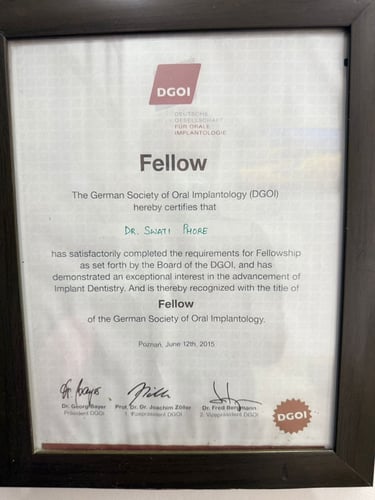 DGOI
DEUTSCHE
GESELLSCHAFT
FÜR ORALE
IMPLANTOLOGIE
Fellow
The German Society of Oral Implantology (DGOI)
hereby certifies that
DR. SWATI PHORE
has satisfactorily completed the requirements for Fellowship
as set forth by the Board of the DGOI, and has
demonstrated an exceptional interest in the advancement of
Implant Dentistry. And is thereby recognized with the title of
Fellow
of the German Society of Oral Implantology.
Poznań, June 12th, 2015
Dr. Georg Bayer
Präsident DGOI
Prof. Dr. Dr. Joachim Zöller
1. Vizepräsident DGOI
Dr. Fred Bergmann
2. Vizepräsident DGOI
DGOI